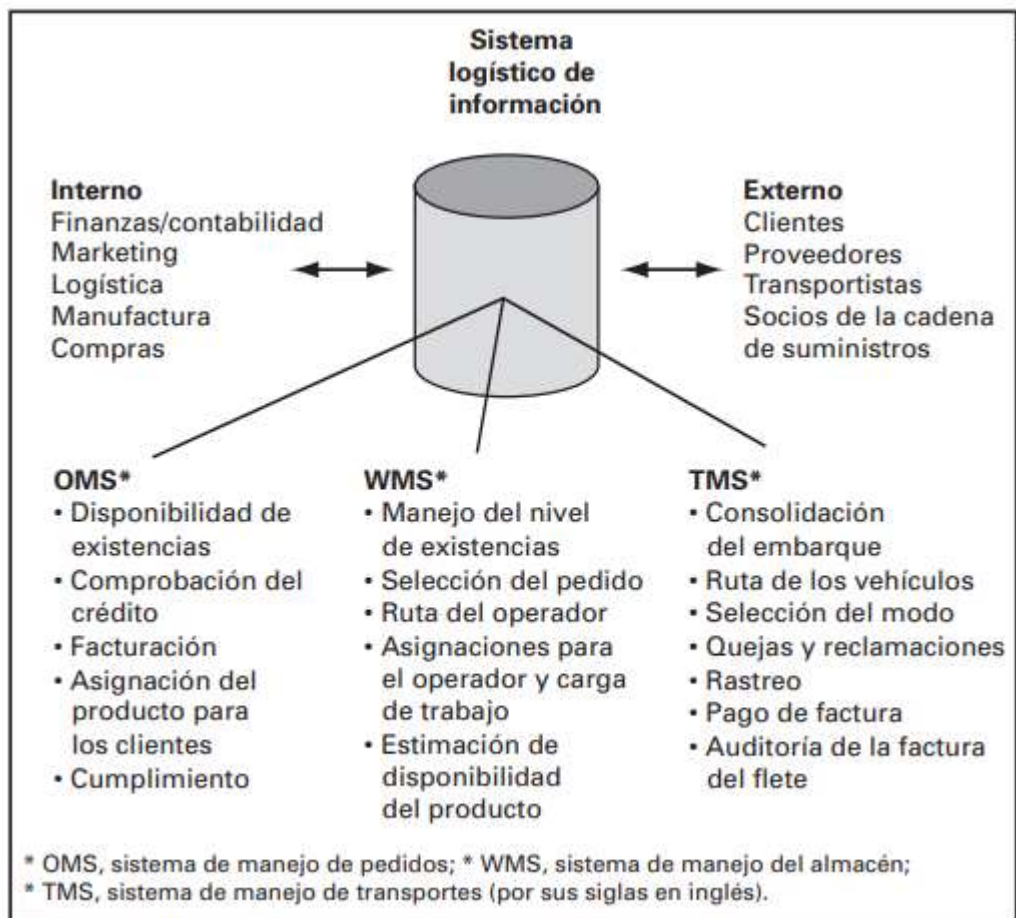 Sistema
logístico de
información
Interno
Finanzas/contabilidad
Marketing
Logística
Manufactura
Compras
Externo
Clientes
Proveedores
Transportistas
Socios de la cadena
de suministros
OMS*
• Disponibilidad de
existencias
• Comprobación del
crédito
• Facturación
• Asignación del
producto para
los clientes
• Cumplimiento
WMS*
• Manejo del nivel
de existencias
• Selección del pedido
• Ruta del operador
• Asignaciones para
el operador y carga
de trabajo
• Estimación de
disponibilidad
del producto
TMS*
• Consolidación
del embarque
• Ruta de los vehículos
• Selección del modo
• Quejas y reclamaciones
• Rastreo
• Pago de factura
• Auditoría de la factura
del flete
* OMS, sistema de manejo de pedidos; * WMS, sistema de manejo del almacén;
* TMS, sistema de manejo de transportes (por sus siglas en inglés).